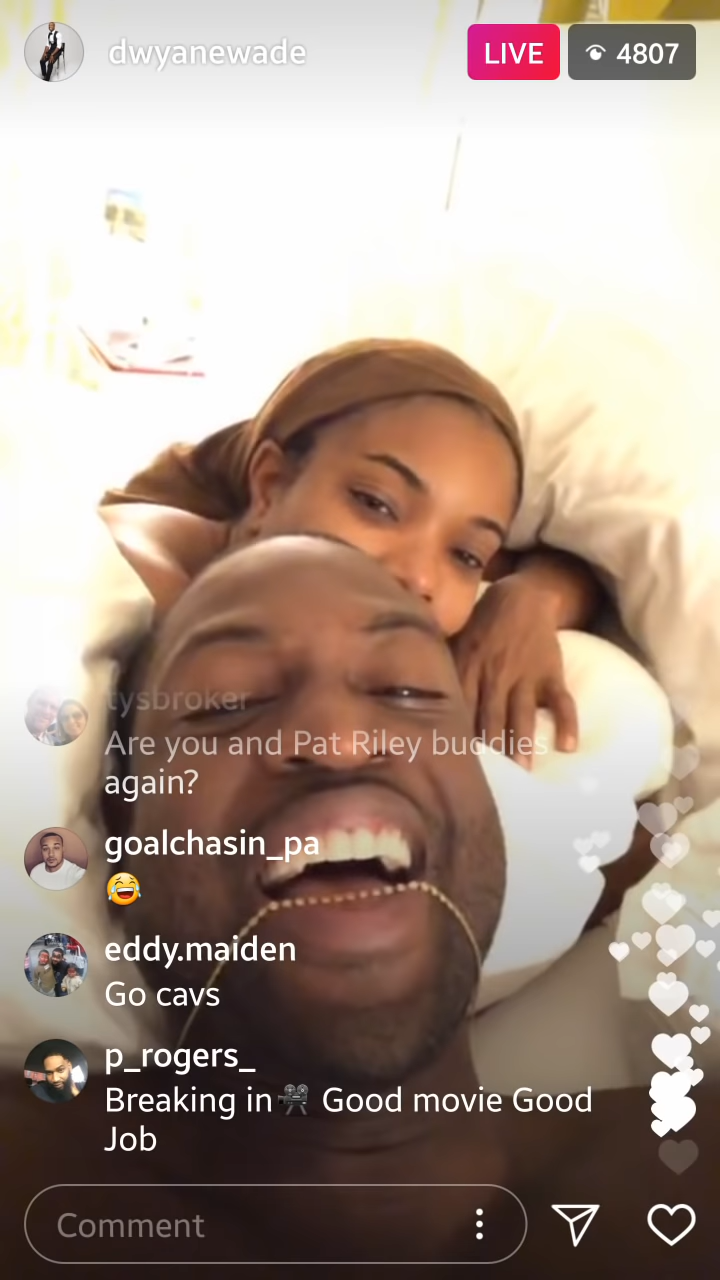 dwyanewade
LIVE
4807
tysbroker
Are you and Pat Riley buddies
again?
goalchasin_pa
😂
eddy.maiden
Go cavs
p_rogers_
Breaking in🎥 Good movie Good
Job
Comment